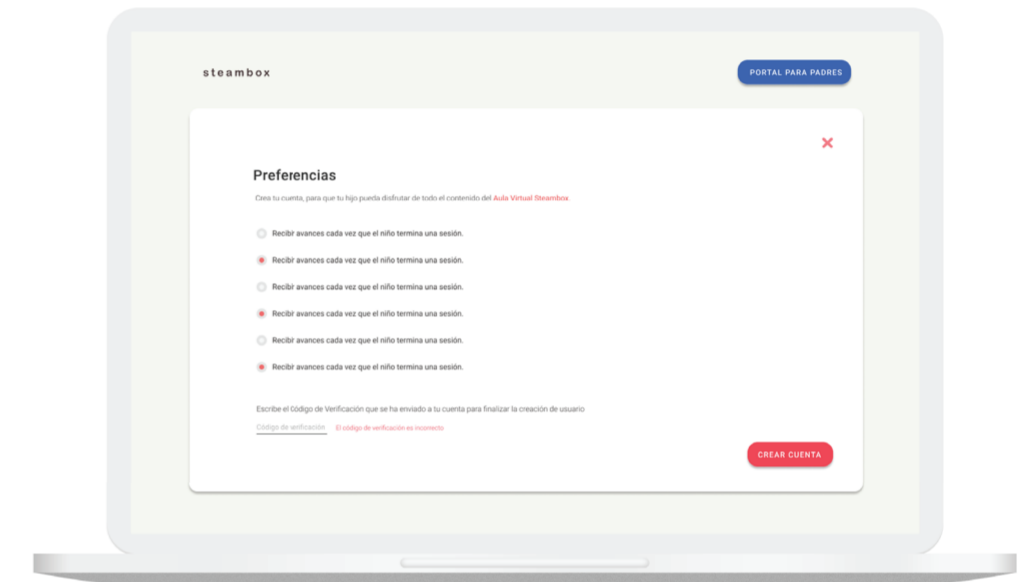 steambox
PORTAL PARA PADRES
Preferencias
Crea tu cuenta, para que tu hijo pueda disfrutar de todo el contenido del Aula Virtual Steambox.
Recibir avances cada vez que el niño termina una sesión.
Recibir avances cada vez que el niño termina una sesión.
Recibir avances cada vez que el niño termina una sesión.
Recibir avances cada vez que el niño termina una sesión.
Recibir avances cada vez que el niño termina una sesión.
Recibir avances cada vez que el niño termina una sesión.
Escribe el Código de Verificación que se ha enviado a tu cuenta para finalizar la creación de usuario
Código de verificación El código de verificación es incorrecto
CREAR CUENTA